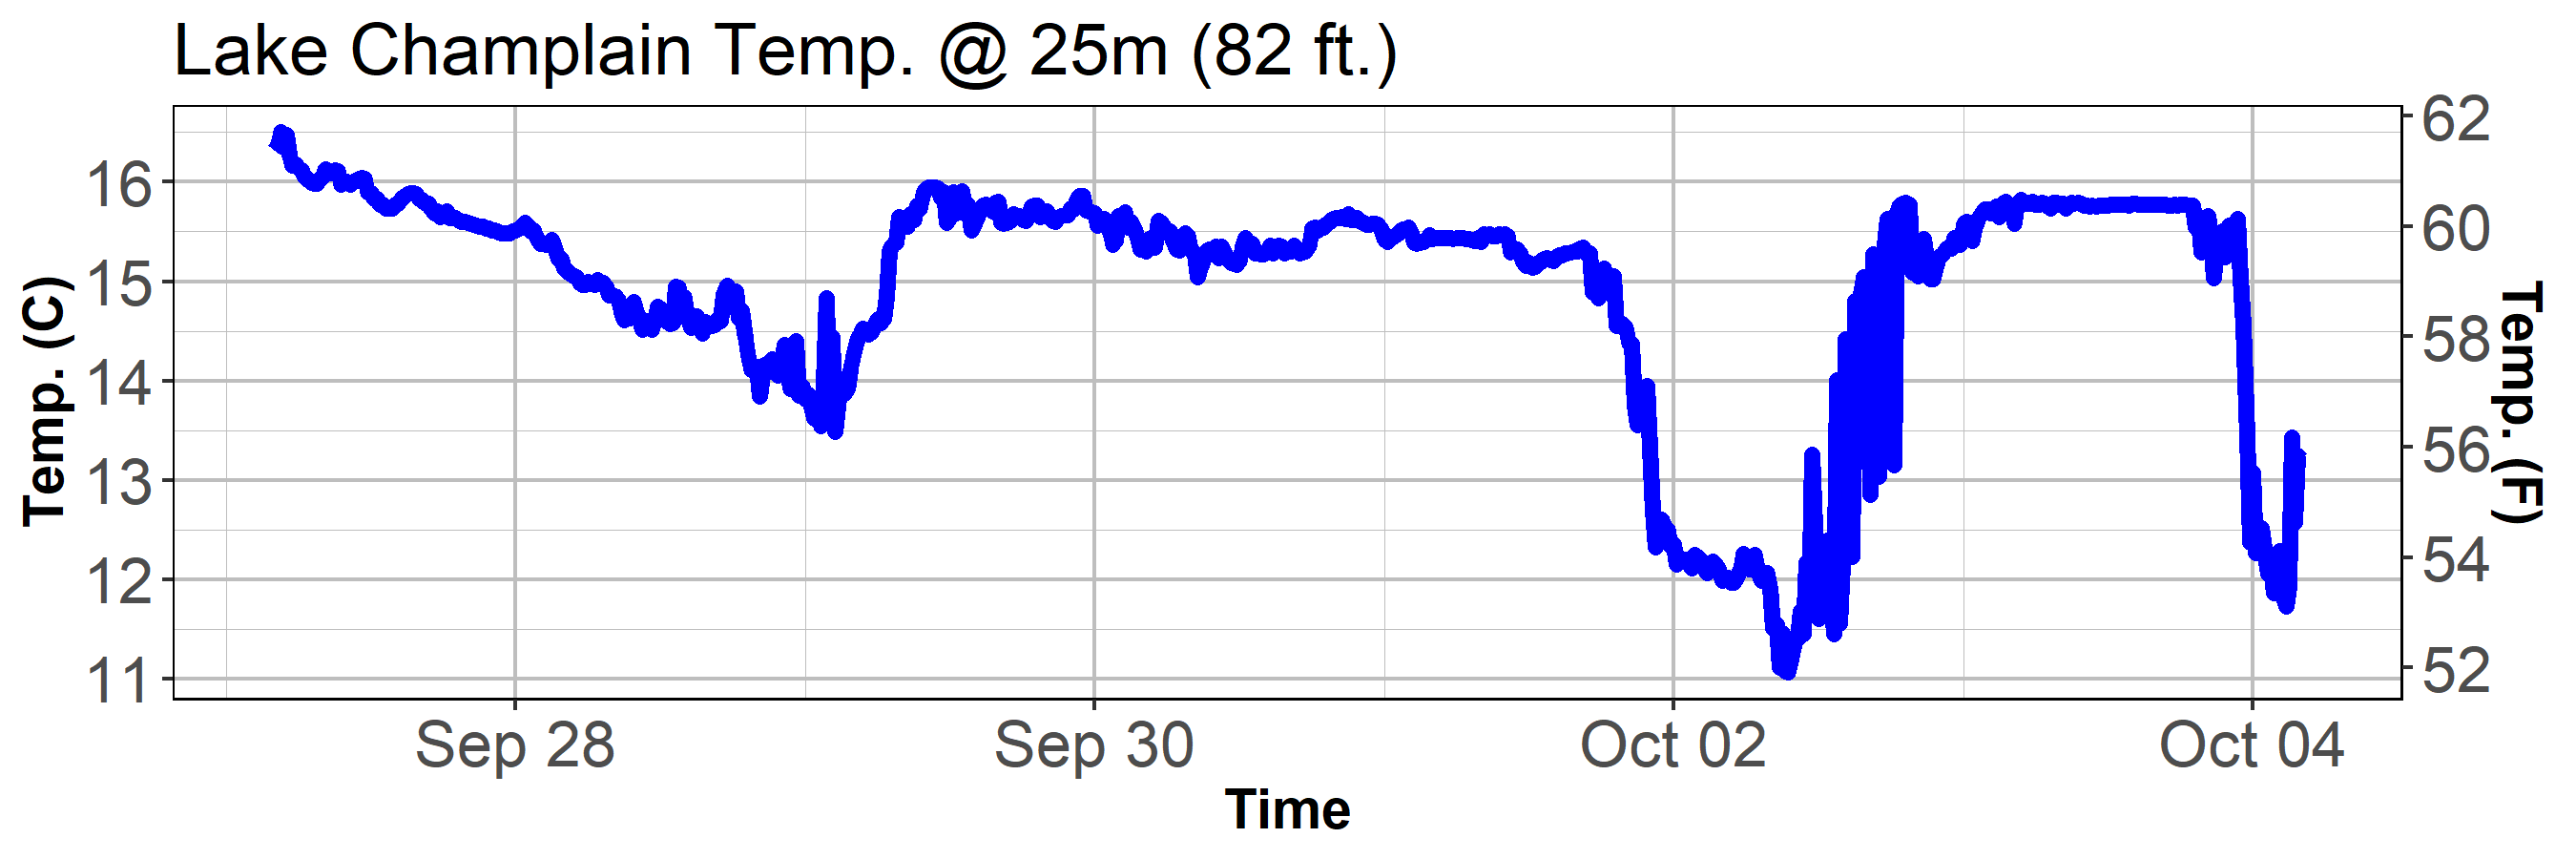 Lake Champlain Temp. @ 25m (82 ft.)
Temp. (C)
16
15
14
13
12
11
62
60
58
56
54
52
Temp. (F)
Sep 28 Sep 30 Oct 02 Oct 04
Time